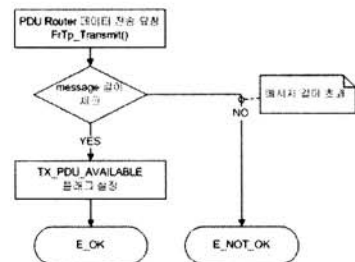 PDU Router 데이터 전송 요청
FrTp_Transmit()
message 길이
체크
NO
메시지 길이 초과
YES
TX_PDU_AVAILABLE
플래그 설정
E_OK
E_NOT_OK